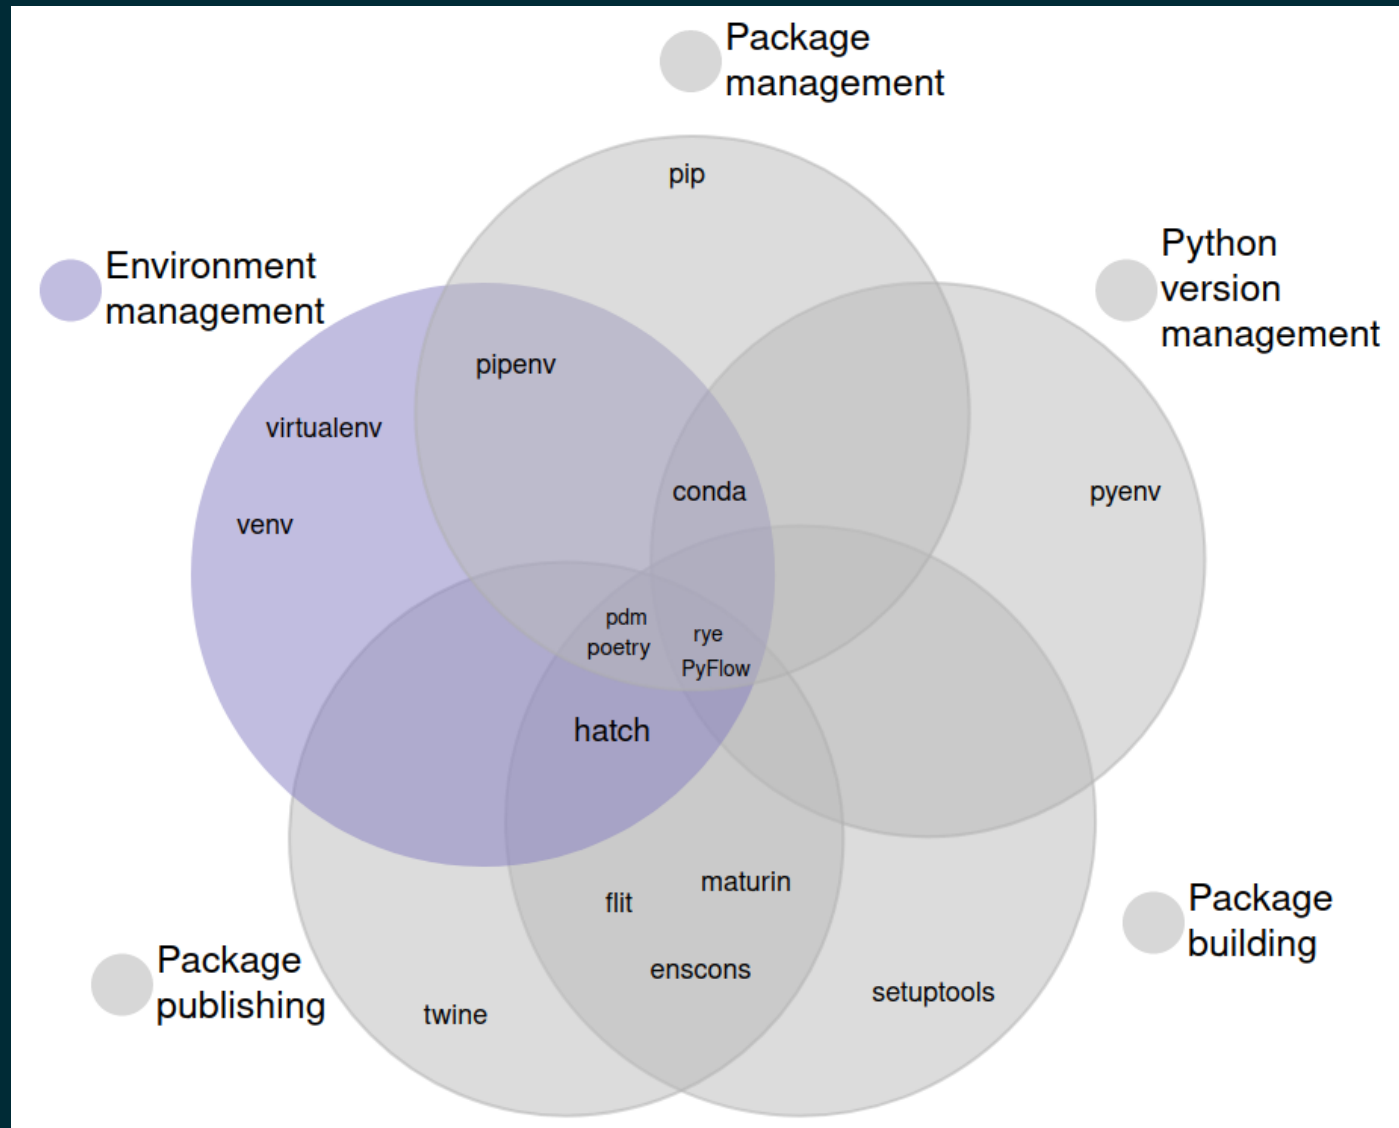 Package
management
pip
Python
version
management
Environment
management
pipenv
virtualenv
conda
pyenv
venv
pdm
poetry
rye
PyFlow
hatch
maturin
flit
enscons
setuptools
twine
Package
building
Package
publishing